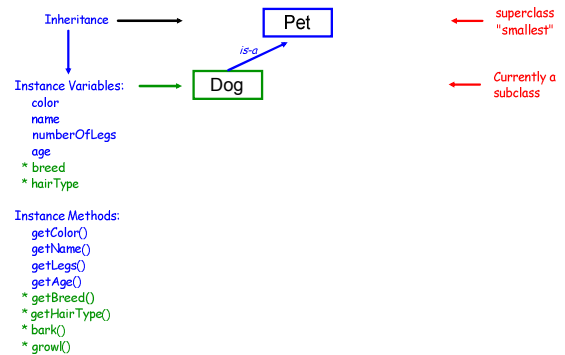 Inheritance
Pet
superclass
"smallest"
is-a
Instance Variables:
Dog
Currently a
subclass
color
name
numberOfLegs
age
* breed
* hairType
Instance Methods:
getColor()
getName()
getLegs()
getAge()
* getBreed()
* getHairType()
* bark()
* growl()